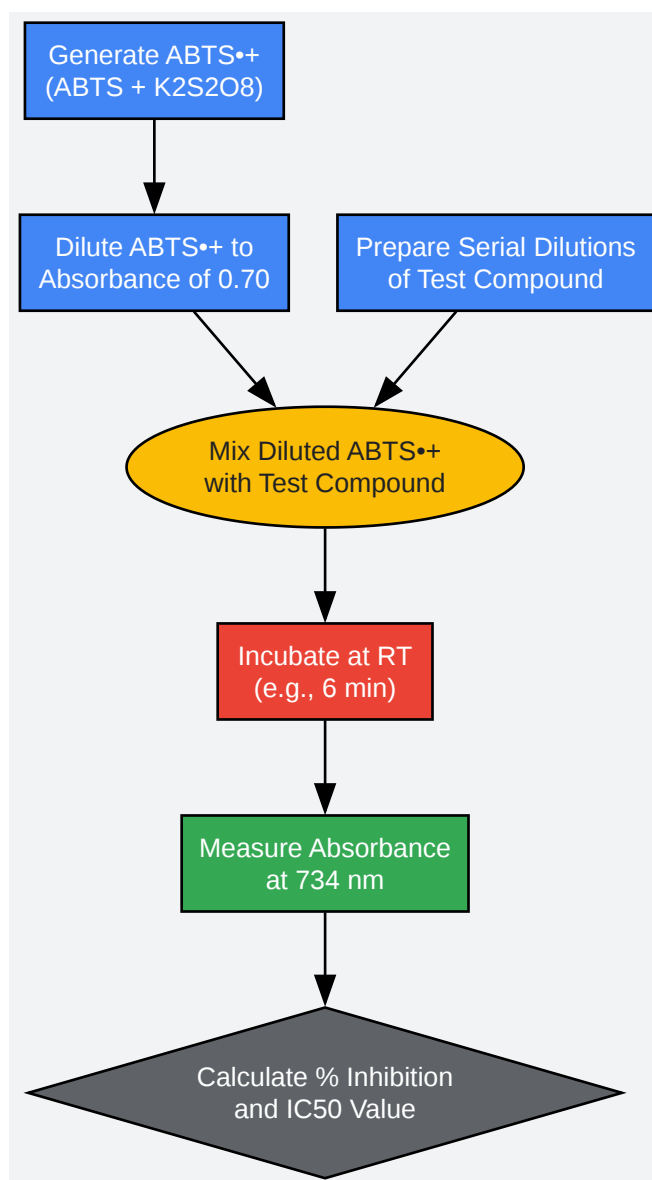 Generate ABTS•+
(ABTS + K2S2O8)
Dilute ABTS•+ to
Absorbance of 0.70
Prepare Serial Dilutions
of Test Compound
Mix Diluted ABTS•+
with Test Compound
Incubate at RT
(e.g., 6 min)
Measure Absorbance
at 734 nm
Calculate % Inhibition
and IC50 Value